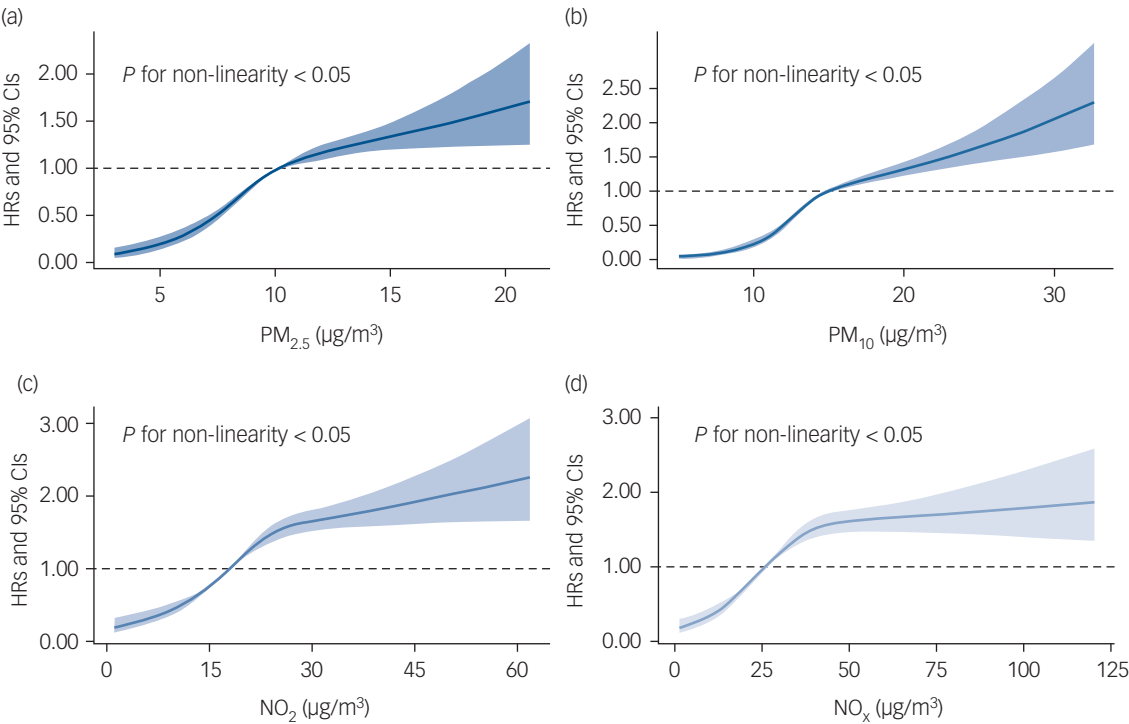 (a)
P for non-linearity < 0.05
HRs and 95% CIs
2.00
1.50
1.00
0.50
0.00
5
10
15
20
PM₂.₅ (µg/m³)
(b)
P for non-linearity < 0.05
HRs and 95% CIs
2.50
2.00
1.50
1.00
0.50
0.00
10
20
30
PM₁₀ (µg/m³)
(c)
P for non-linearity < 0.05
HRs and 95% CIs
3.00
2.00
1.00
0.00
0
15
30
45
60
NO₂ (µg/m³)
(d)
P for non-linearity < 0.05
HRs and 95% CIs
3.00
2.00
1.00
0.00
0
25
50
75
100
125
NOₓ (µg/m³)